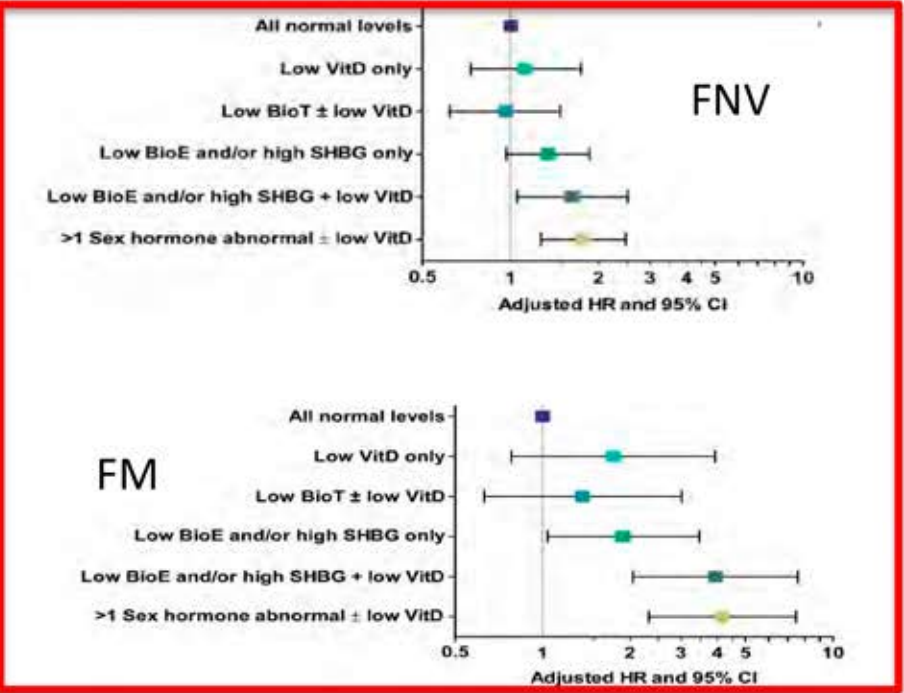 All normal levels
Low VitD only
Low BioT ± low VitD
Low BioE and/or high SHBG only
Low BioE and/or high SHBG + low VitD
>1 Sex hormone abnormal ± low VitD
FNV
0.5 1 2 3 4 5 10
Adjusted HR and 95% CI
FM
All normal levels
Low VitD only
Low BioT ± low VitD
Low BioE and/or high SHBG only
Low BioE and/or high SHBG + low VitD
>1 Sex hormone abnormal ± low VitD
0.5 1 2 3 4 5 10
Adjusted HR and 95% CI